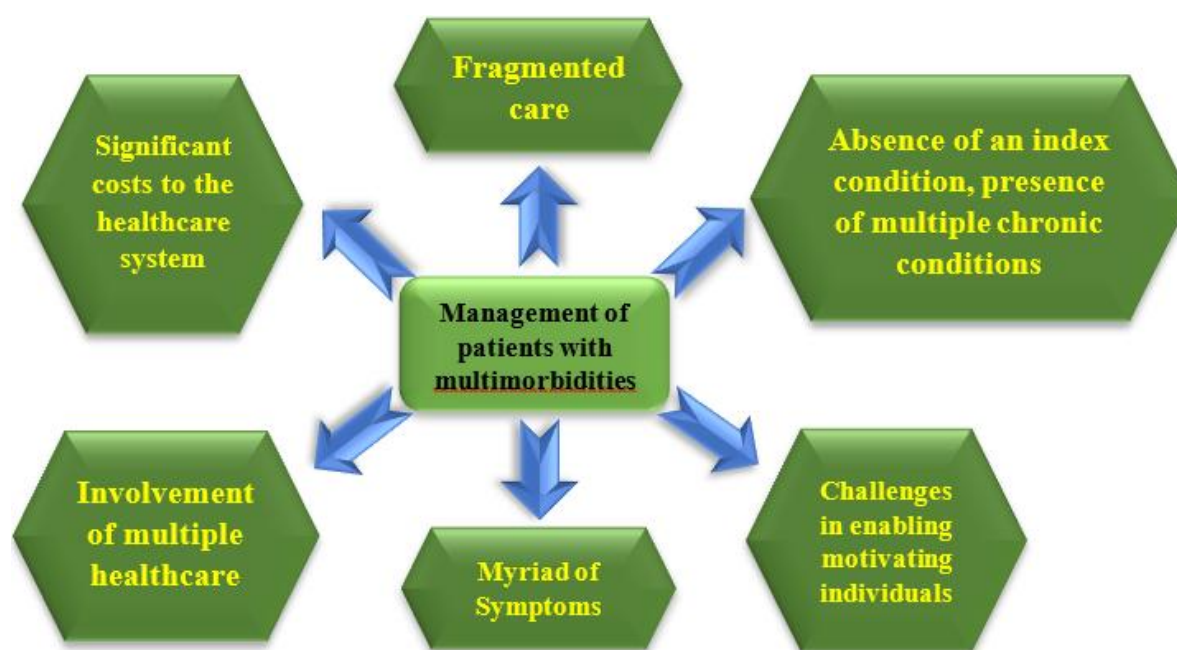 Fragmented
care
Significant
costs to the
healthcare
system
Absence of an index
condition, presence
of multiple chronic
conditions
Management of
patients with
multimorbidities
Involvement
of multiple
healthcare
Myriad of
Symptoms
Challenges
in enabling
motivating
individuals